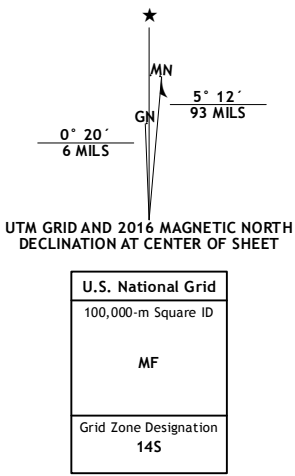 ★
MN
5° 12´
93 MILS
GN
0° 20´
6 MILS
UTM GRID AND 2016 MAGNETIC NORTH
DECLINATION AT CENTER OF SHEET
U.S. National Grid
100,000-m Square ID
MF
Grid Zone Designation
14S